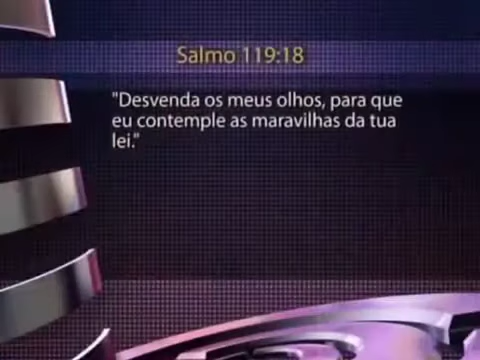 Salmo 119:18
"Desvenda os meus olhos, para que
eu contemple as maravilhas da tua
lei."